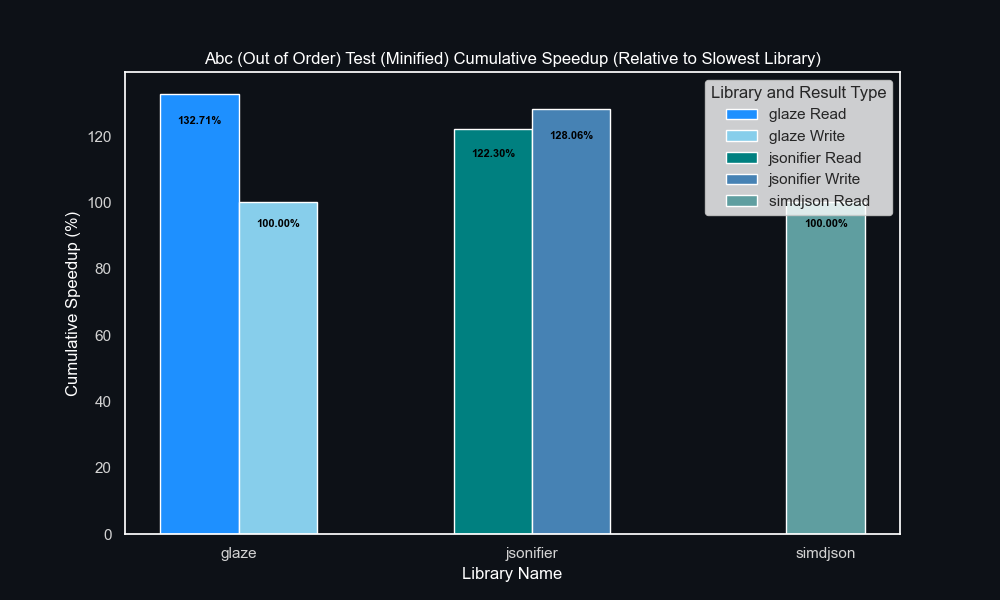 Abc (Out of Order) Test (Minified) Cumulative Speedup (Relative to Slowest Library)
Library and Result Type
glaze Read
glaze Write
jsonifier Read
jsonifier Write
simdjson Read
132.71%
100.00%
122.30%
128.06%
100.00%
Cumulative Speedup (%)
120
100
80
60
40
20
0
glaze
jsonifier
simdjson
Library Name